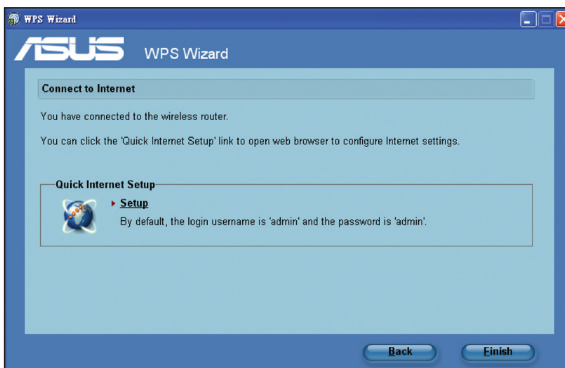 WPS Wizard
ASUS WPS Wizard
Connect to Internet
You have connected to the wireless router.
You can click the 'Quick Internet Setup' link to open web browser to configure Internet settings.
Quick Internet Setup
Setup
By default, the login username is 'admin' and the password is 'admin'.
Back Finish